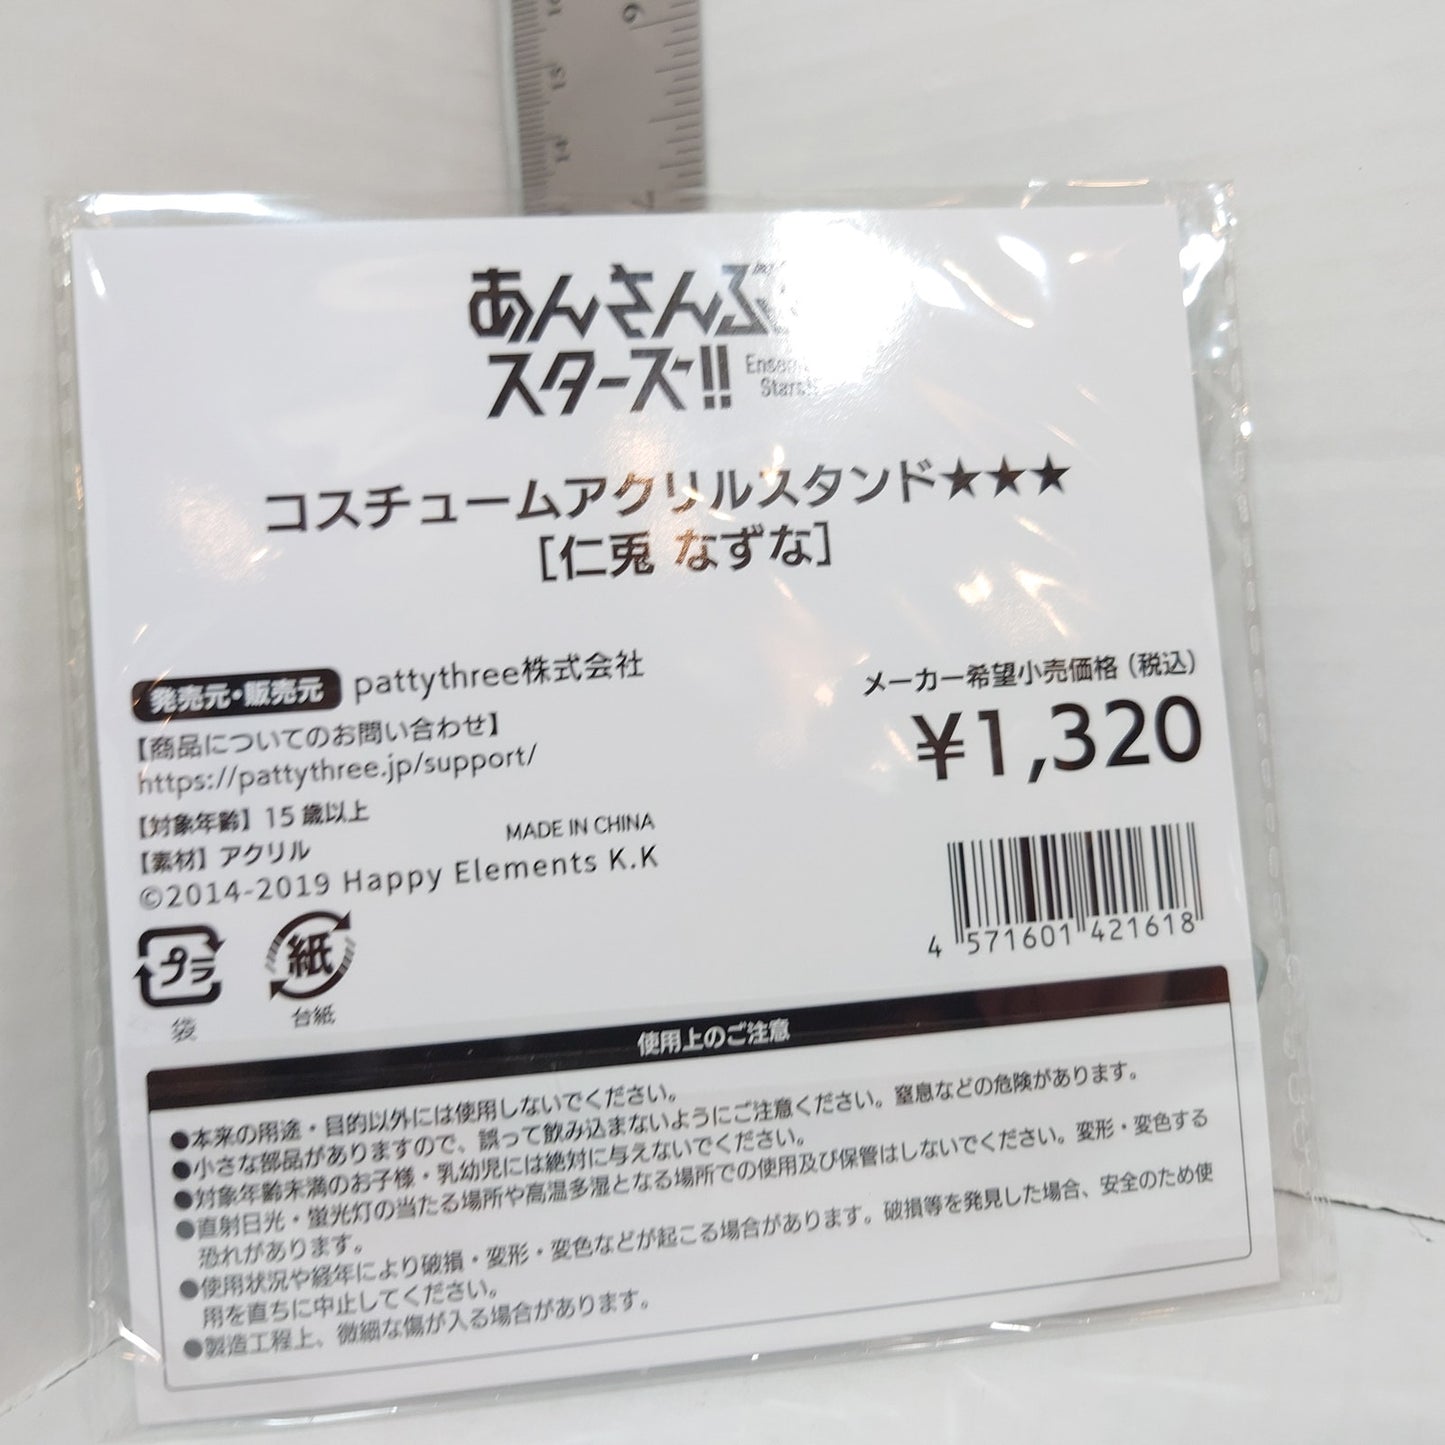 あんさんぶ
スターズ!!
Stars!!
コスチュームアクリルスタンド★★★
[仁兎 なずな]
発売元・販売元 pattythree株式会社
【商品についてのお問い合わせ】
https://pattythree.jp/support/
【対象年齢】15歳以上
【素材】アクリル
MADE IN CHINA
©2014-2019 Happy Elements K.K
プラ
袋
紙
台紙
メーカー希望小売価格（税込）
¥1,320
4 571601 421618
使用上のご注意
●本来の用途・目的以外には使用しないでください。
●小さな部品がありますので、誤って飲み込まないようにご注意ください。窒息などの危険があります。
●対象年齢未満のお子様・乳幼児には絶対に与えないでください。
●直射日光・蛍光灯の当たる場所や高温多湿となる場所での使用及び保管はしないでください。変形・変色する
恐れがあります。
●使用状況や経年により破損・変形・変色などが起こる場合があります。破損等を発見した場合、安全のため使
用を直ちに中止してください。
●製造工程上、微細な傷が入る場合があります。
15
14
6
7